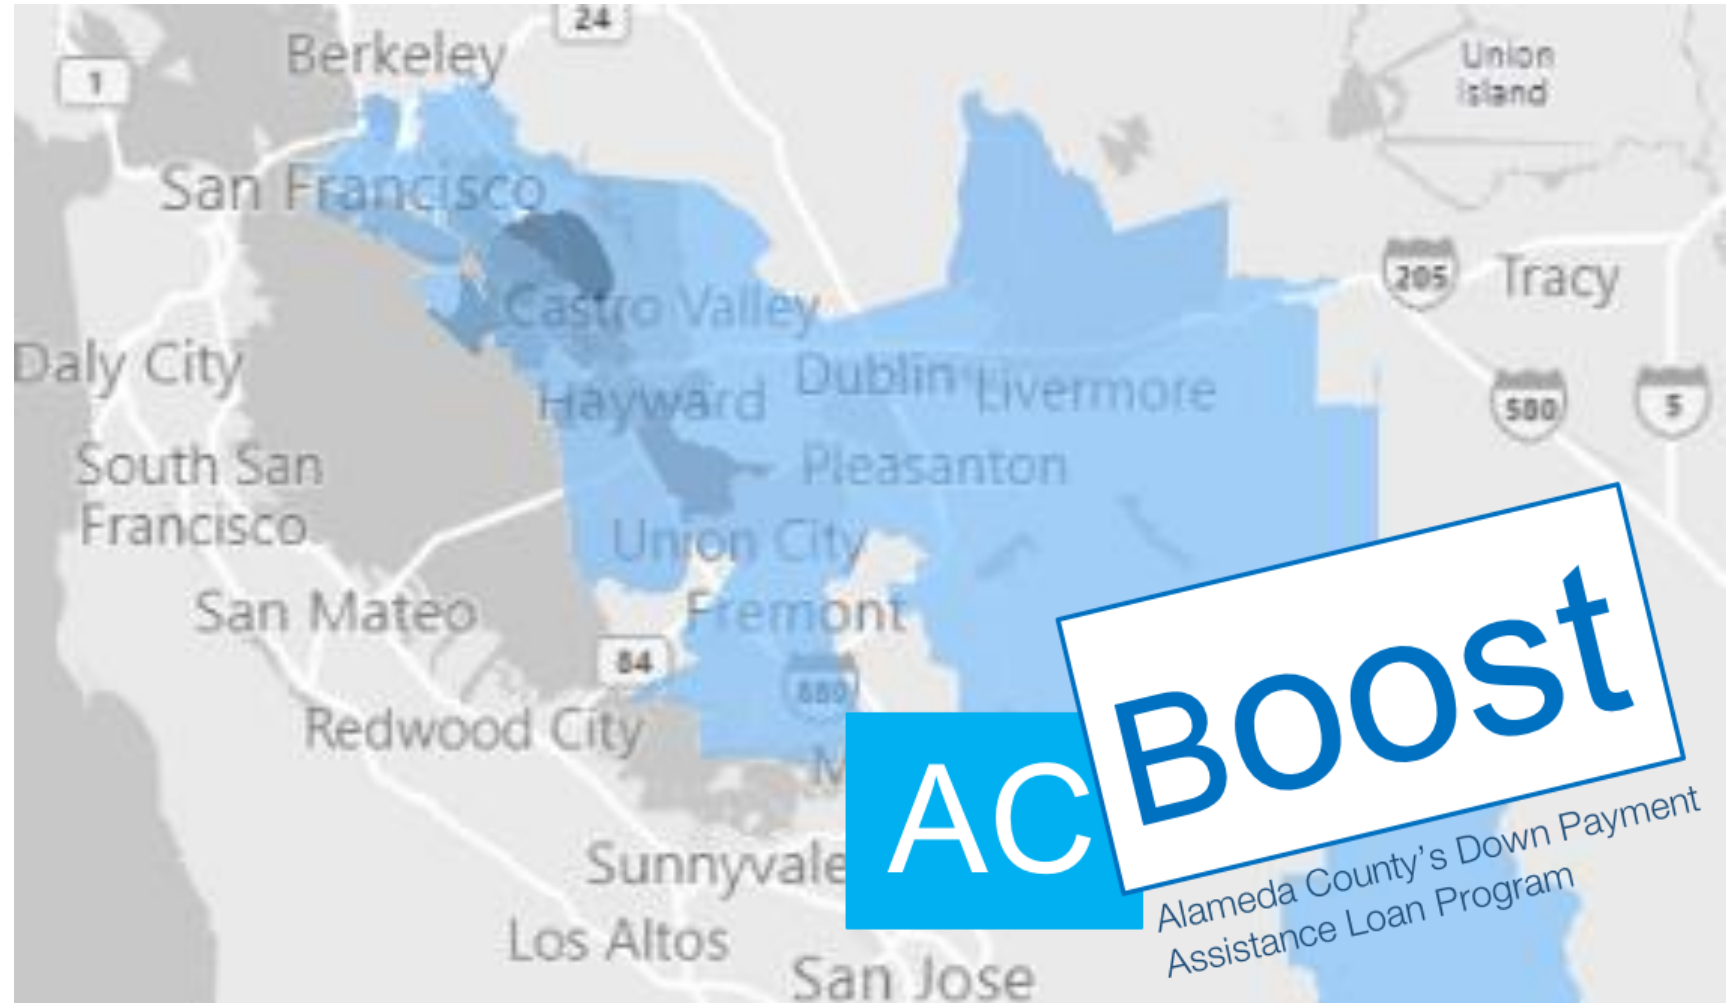 24
Berkeley
Union
Island
1
San Francisco
205
Tracy
Castro Valley
Daly City
Dublin
Livermore
Hayward
580
5
South San
Francisco
Pleasanton
Union City
San Mateo
Fremont
84
880
Redwood City
Boost
AC
Alameda County's Down Payment
Assistance Loan Program
Sunnyvale
Los Altos
San Jose